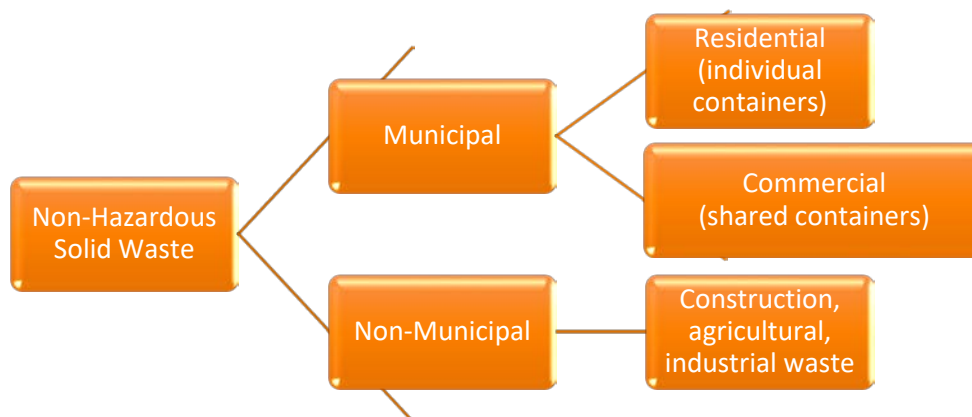 Non-Hazardous
Solid Waste
Municipal
Residential
(individual
containers)
Commercial
(shared containers)
Non-Municipal
Construction,
agricultural,
industrial waste